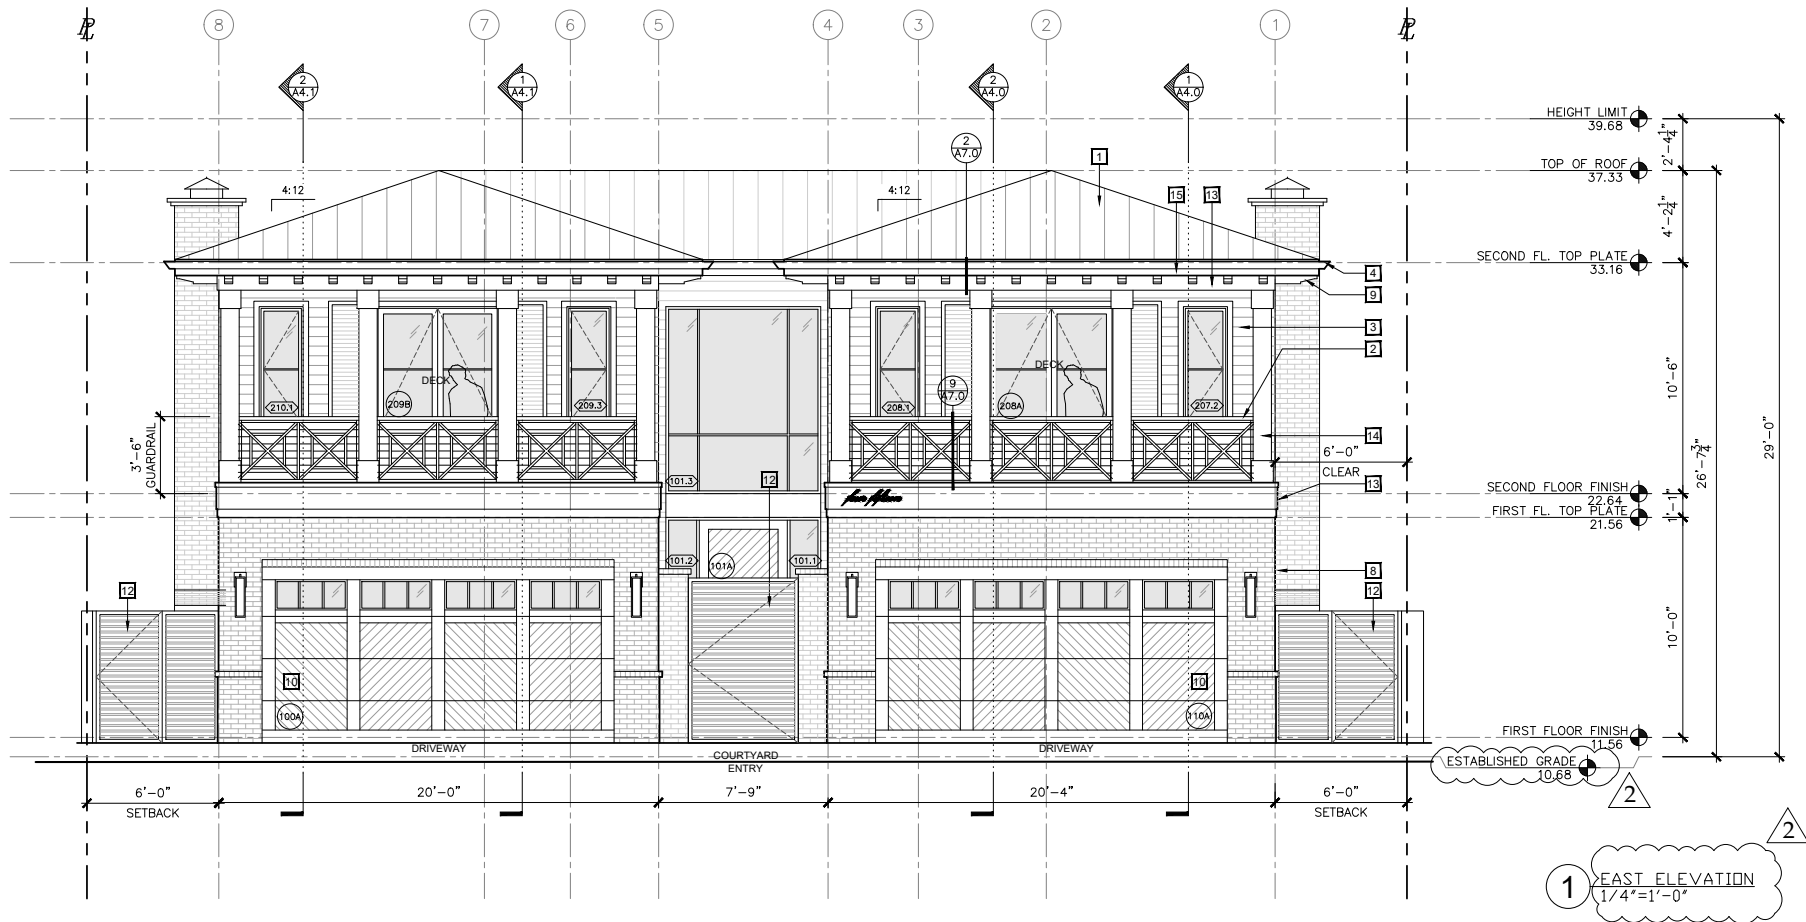 PL 8 7 6 5 4 3 2 1 PL
2 A4.1
1 A4.1
2 A4.0
1 A4.0
HEIGHT LIMIT
39.68
2'-4 1/4"
2 A7.0
1
TOP OF ROOF
37.33
4:12
4:12
15 13
4'-2 1/4"
SECOND FL. TOP PLATE
33.16
4
9
3
2
DECK
DECK
210.1 209B 209.3 208.1 9 A7.0 208A 207.2
10'-6"
29'-0"
3'-6"
GUARDRAIL
14
6'-0"
CLEAR
26'-7 3/4"
101.3 12
13
SECOND FLOOR FINISH
22.64
1'-1"
FIRST FL. TOP PLATE
21.56
101.2 101A 101.1
8
12 12
10'-0"
10 10
100A 110A
FIRST FLOOR FINISH
11.56
DRIVEWAY
COURTYARD
ENTRY
DRIVEWAY
ESTABLISHED GRADE
10.68
2
6'-0" 20'-0" 7'-9" 20'-4" 6'-0"
SETBACK SETBACK
2
1 EAST ELEVATION
1/4"=1'-0"